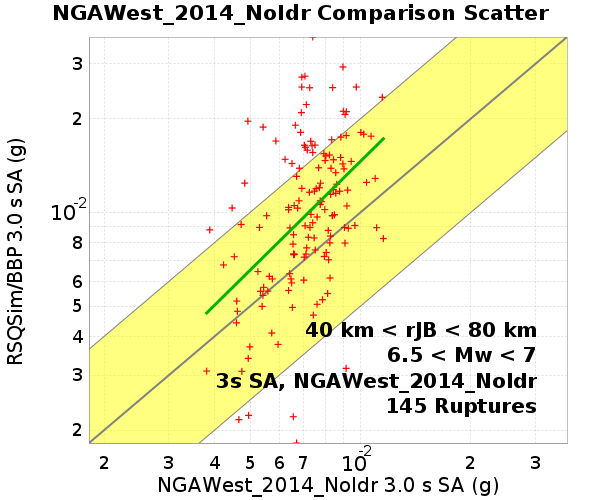 NGAWest_2014_NoIdr Comparison Scatter
RSQSim/BBP 3.0 s SA (g)
3
2
10⁻²
8
6
5
4
3
2
40 km < rJB < 80 km
6.5 < Mw < 7
3s SA, NGAWest_2014_NoIdr
145 Ruptures
2 3 4 5 6 7 10⁻² 2 3
NGAWest_2014_NoIdr 3.0 s SA (g)